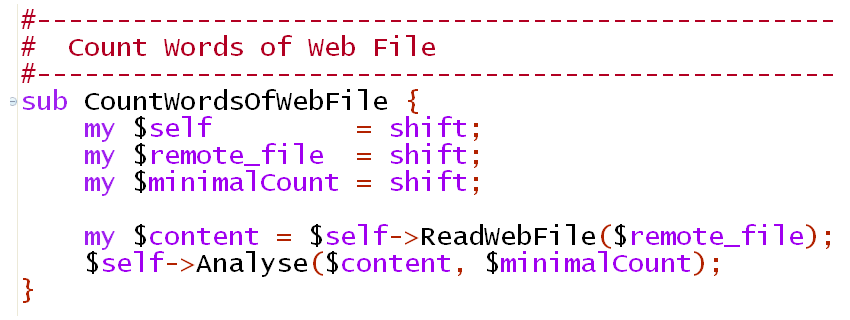 #--------------------------------------------------
#  Count Words of Web File
#--------------------------------------------------
sub CountWordsOfWebFile {
    my $self         = shift;
    my $remote_file  = shift;
    my $minimalCount = shift;

    my $content = $self->ReadWebFile($remote_file);
    $self->Analyse($content, $minimalCount);
}